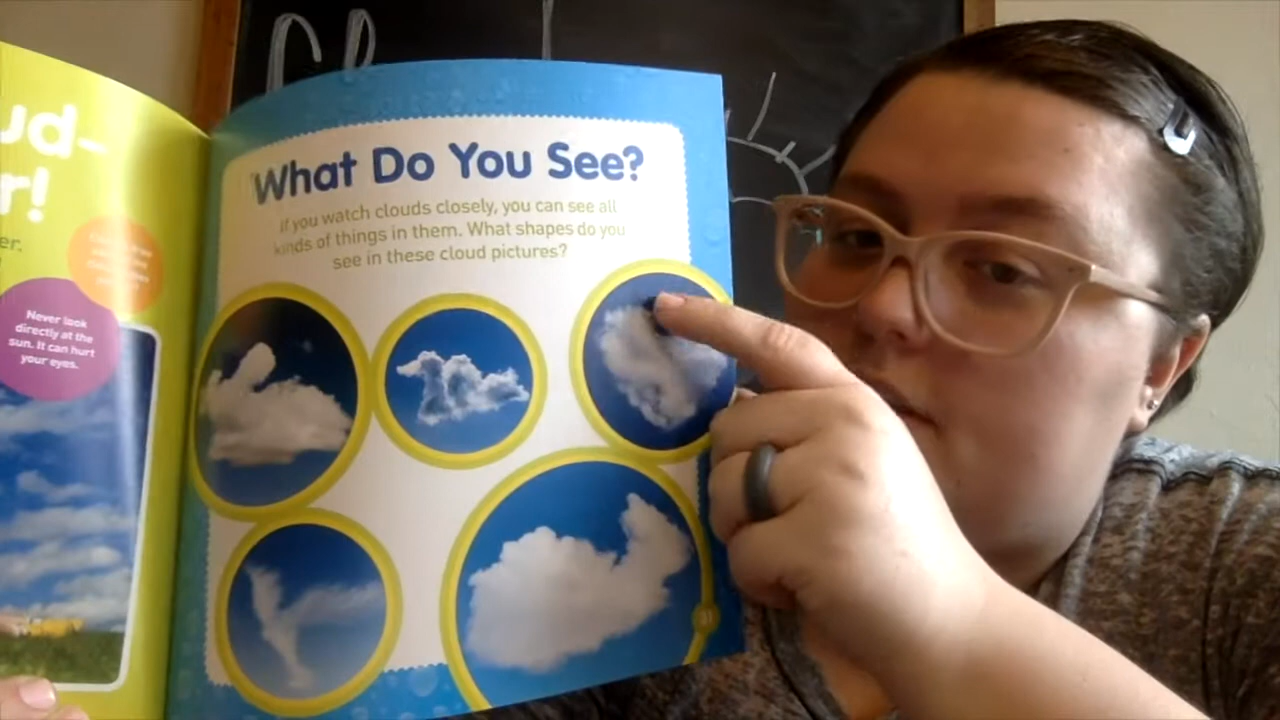 ud-
r!
er.
Never look
directly at the
sun. It can hurt
your eyes.
What Do You See?
If you watch clouds closely, you can see all
kinds of things in them. What shapes do you
see in these cloud pictures?